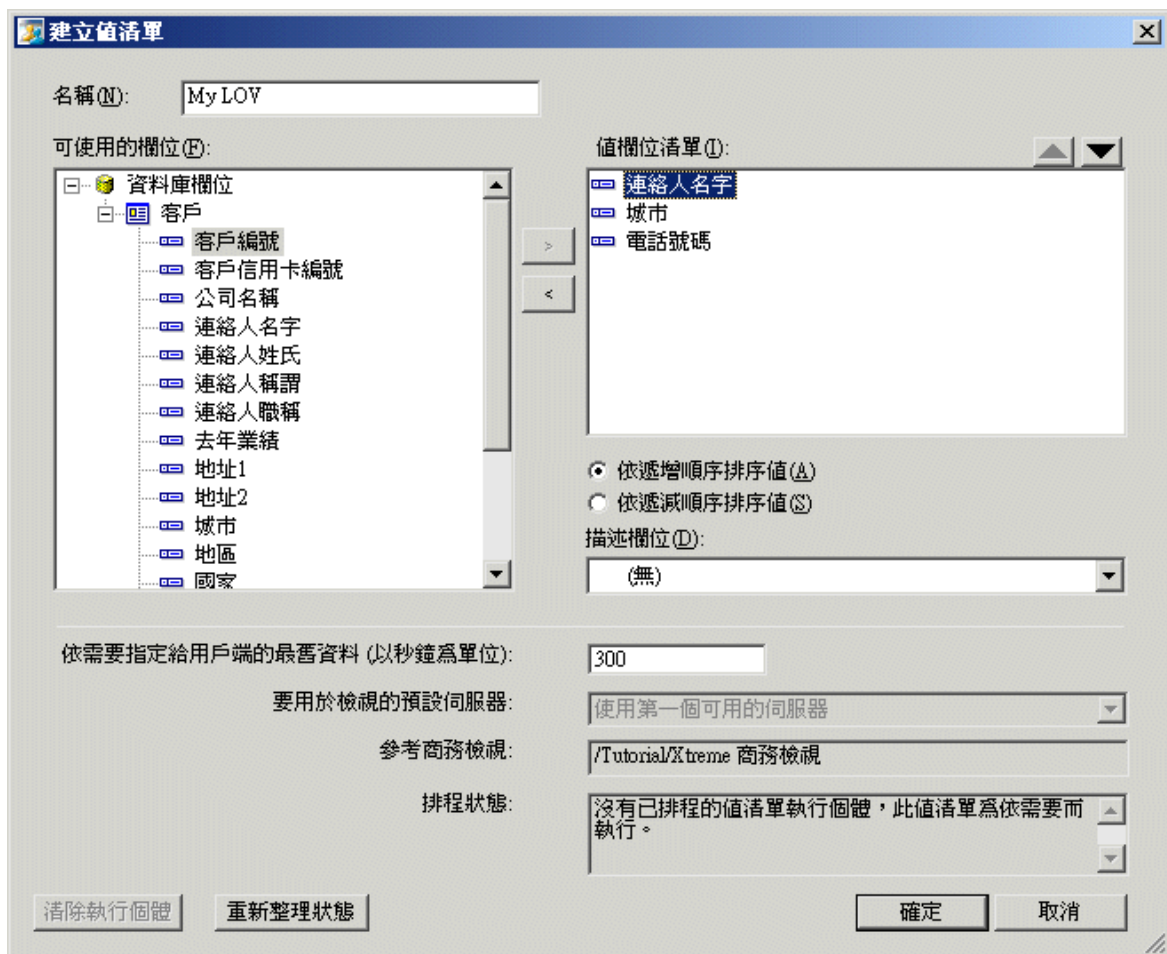 建立值清單
名稱(N): My LOV
可使用的欄位(F):
資料庫欄位
客戶
客戶編號
客戶信用卡編號
公司名稱
連絡人名字
連絡人姓氏
連絡人稱謂
連絡人職稱
去年業績
地址1
地址2
城市
地區
國家
>
<
值欄位清單(I):
連絡人名字
城市
電話號碼
依遞增順序排序值(A)
依遞減順序排序值(S)
描述欄位(D):
(無)
依需要指定給用戶端的最舊資料 (以秒鐘為單位): 300
要用於檢視的預設伺服器: 使用第一個可用的伺服器
參考商務檢視: /Tutorial/Xtreme 商務檢視
排程狀態: 沒有已排程的值清單執行個體，此值清單為依需要而
執行。
清除執行個體 重新整理狀態 確定 取消